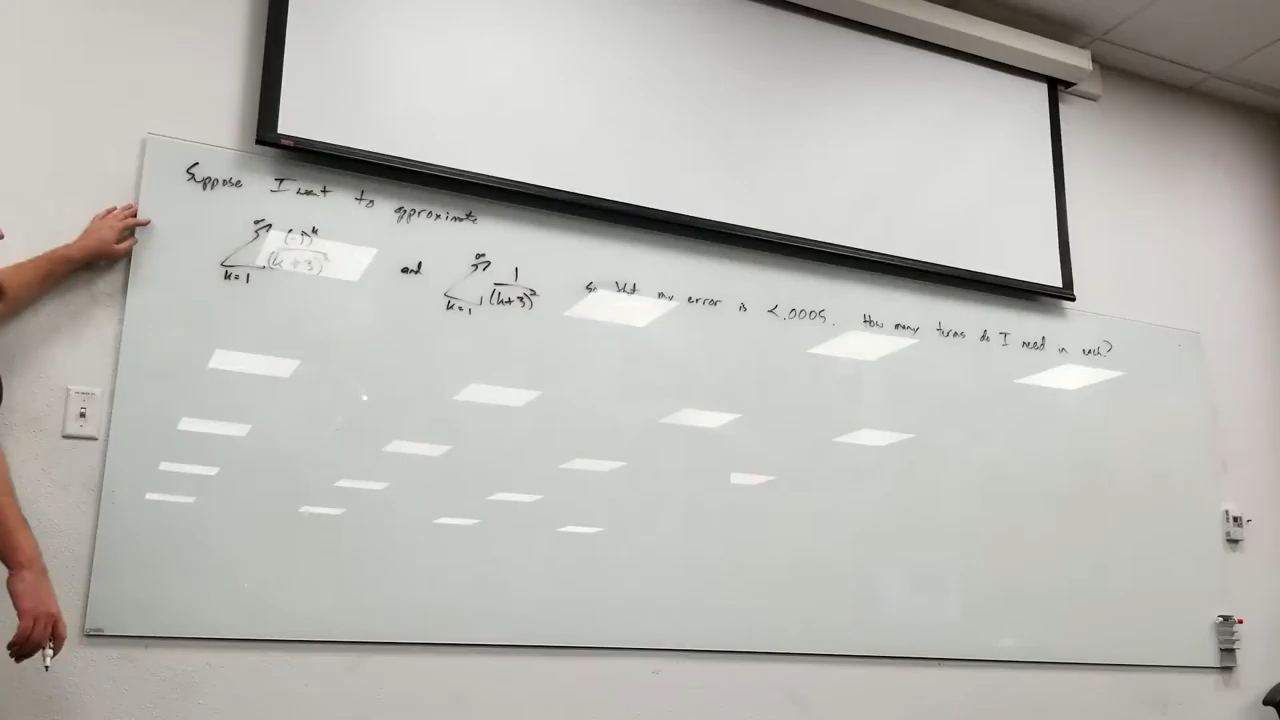 Suppose I want to approximate
∞ Σ k=1 (-1)^k / (k+3)^2 and ∞ Σ k=1 1 / (k+3)^2 so that my error is <.0005. How many terms do I need in each?